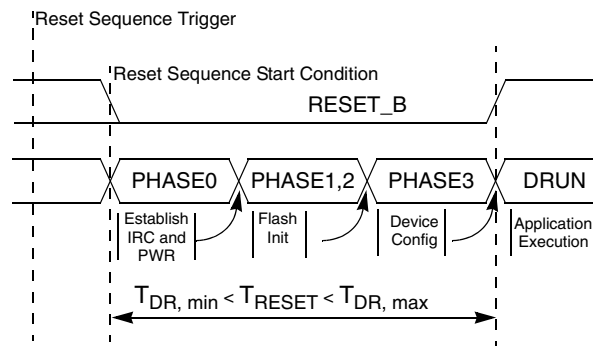 Reset Sequence Trigger
Reset Sequence Start Condition
RESET_B
PHASE0
PHASE1,2
PHASE3
DRUN
Establish
IRC and
PWR
Flash
Init
Device
Config
Application
Execution
TDR, min < TRESET < TDR, max